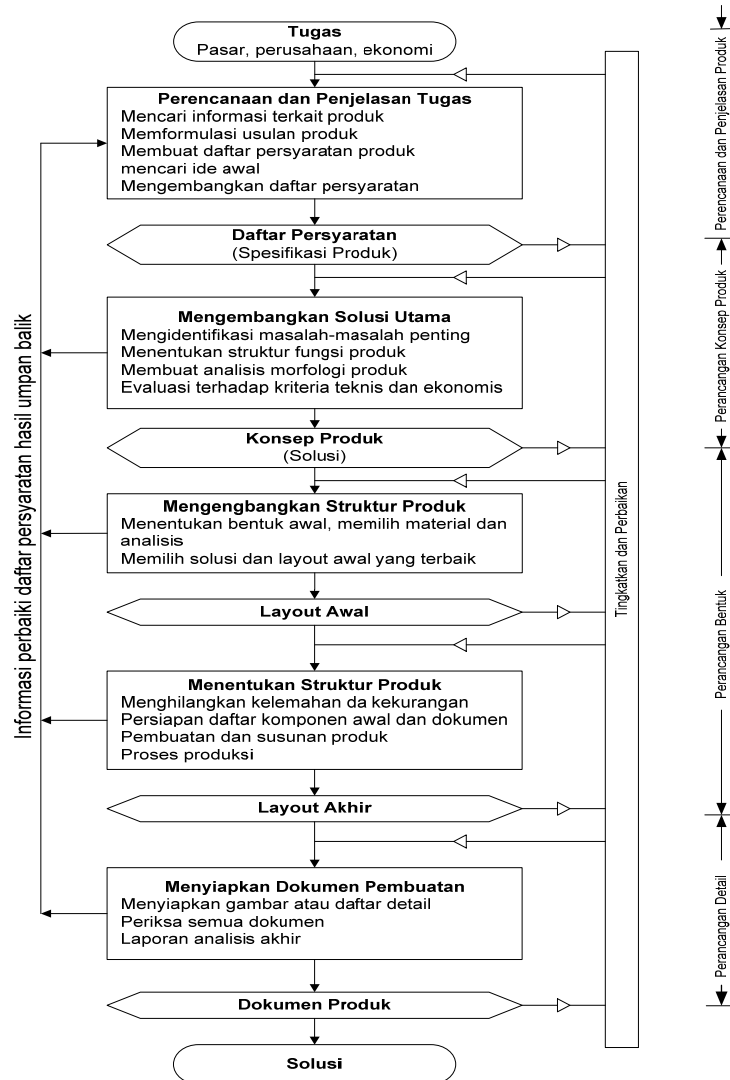 Tugas
Pasar, perusahaan, ekonomi
Perencanaan dan Penjelasan Tugas
Mencari informasi terkait produk
Memformulasi usulan produk
Membuat daftar persyaratan produk
mencari ide awal
Mengembangkan daftar persyaratan
Daftar Persyaratan
(Spesifikasi Produk)
Mengembangkan Solusi Utama
Mengidentifikasi masalah-masalah penting
Menentukan struktur fungsi produk
Membuat analisis morfologi produk
Evaluasi terhadap kriteria teknis dan ekonomis
Konsep Produk
(Solusi)
Mengengbangkan Struktur Produk
Menentukan bentuk awal, memilih material dan
analisis
Memilih solusi dan layout awal yang terbaik
Layout Awal
Menentukan Struktur Produk
Menghilangkan kelemahan da kekurangan
Persiapan daftar komponen awal dan dokumen
Pembuatan dan susunan produk
Proses produksi
Layout Akhir
Menyiapkan Dokumen Pembuatan
Menyiapkan gambar atau daftar detail
Periksa semua dokumen
Laporan analisis akhir
Dokumen Produk
Solusi
Informasi perbaiki daftar persyaratan hasil umpan balik
Tingkatkan dan Perbaikan
Perencanaan dan Penjelasan Produk
Perancangan Konsep Produk
Perancangan Bentuk
Perancangan Detail